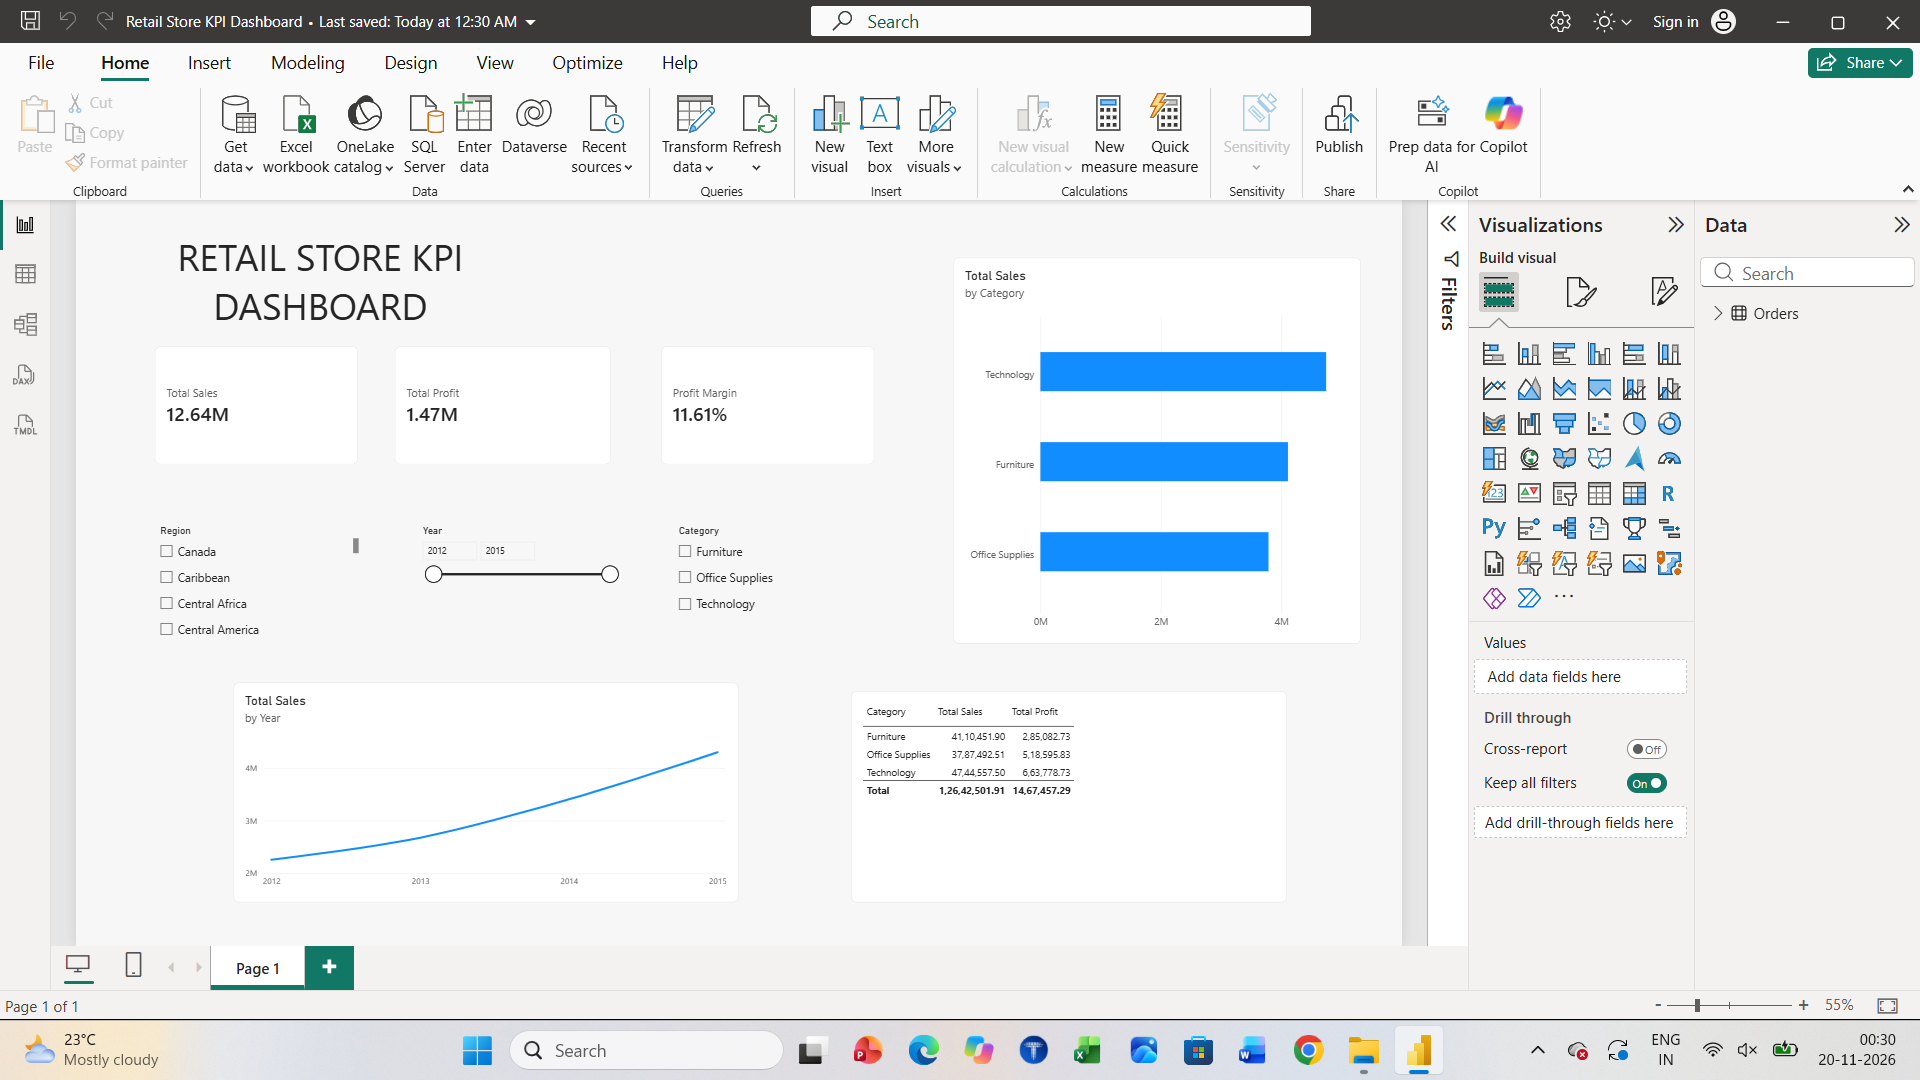 Retail Store KPI Dashboard • Last saved: Today at 12:30 AM
Search
Sign in
File
Home
Insert
Modeling
Design
View
Optimize
Help
Share
Paste
Cut
Copy
Format painter
Clipboard
Get data
Excel workbook
OneLake catalog
SQL Server
Enter data
Dataverse
Recent sources
Data
Transform data
Refresh
Queries
New visual
A
Text box
More visuals
Insert
fx
New visual calculation
New measure
Quick measure
Calculations
Sensitivity
Sensitivity
Publish
Share
Prep data for AI
Copilot
Copilot
DAX
TMDL
RETAIL STORE KPI
DASHBOARD
Total Sales
12.64M
Total Profit
1.47M
Profit Margin
11.61%
Region
Canada
Caribbean
Central Africa
Central America
Year
2012
2015
Category
Furniture
Office Supplies
Technology
Total Sales
by Category
Technology
Furniture
Office Supplies
0M
2M
4M
Total Sales
by Year
4M
3M
2M
2012
2013
2014
2015
Category Total Sales Total Profit
Furniture 41,10,451.90 2,85,082.73
Office Supplies 37,87,492.51 5,18,595.83
Technology 47,44,557.50 6,63,778.73
Total 1,26,42,501.91 14,67,457.29
Filters
Visualizations
Build visual
123
R
Py
Values
Add data fields here
Drill through
Cross-report
Off
Keep all filters
On
Add drill-through fields here
Data
Search
Orders
Page 1
Page 1 of 1
- + 55%
23°C
Mostly cloudy
Search
ENG
IN
00:30
20-11-2026